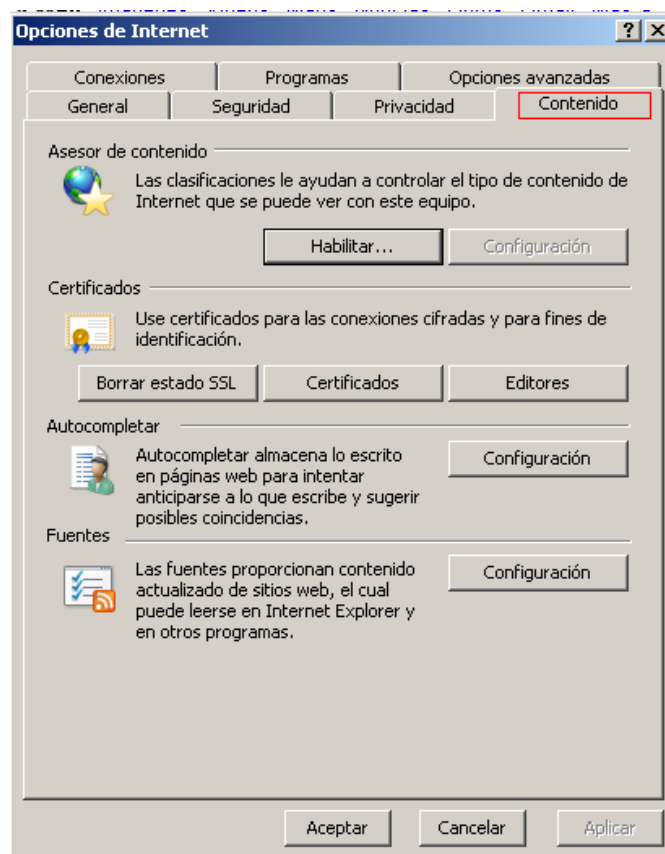 Opciones de Internet
Conexiones Programas Opciones avanzadas
General Seguridad Privacidad Contenido
Asesor de contenido
Las clasificaciones le ayudan a controlar el tipo de contenido de
Internet que se puede ver con este equipo.
Habilitar... Configuración
Certificados
Use certificados para las conexiones cifradas y para fines de
identificación.
Borrar estado SSL Certificados Editores
Autocompletar
Autocompletar almacena lo escrito
en páginas web para intentar
anticiparse a lo que escribe y sugerir
posibles coincidencias.
Configuración
Fuentes
Las fuentes proporcionan contenido
actualizado de sitios web, el cual
puede leerse en Internet Explorer y
en otros programas.
Configuración
Aceptar Cancelar Aplicar